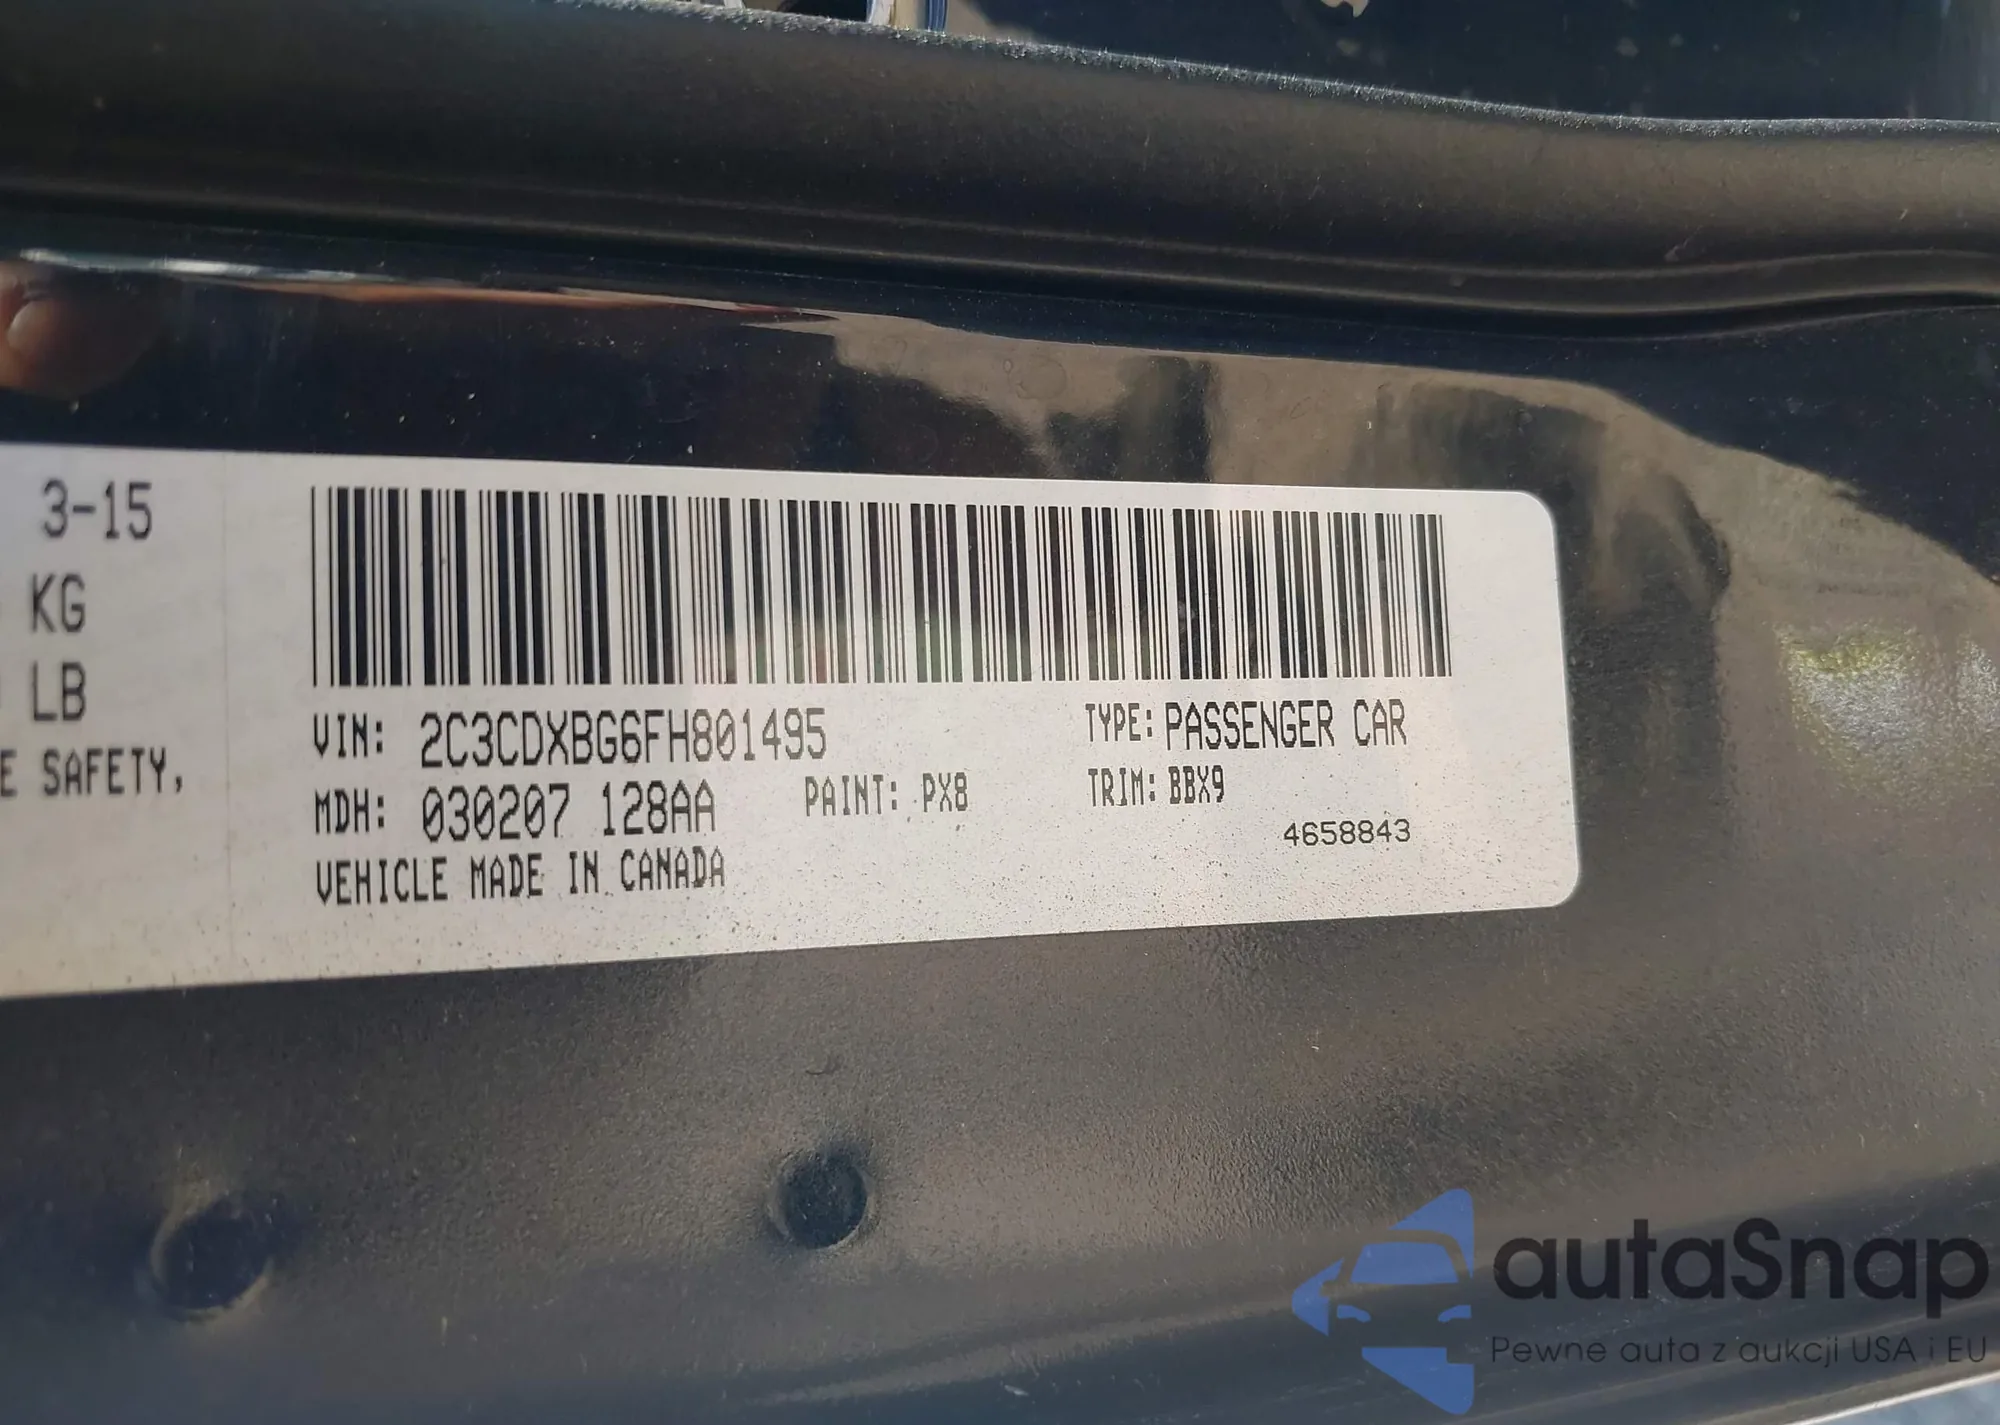 3-15
KG
LB
E SAFETY,
VIN: 2C3CDXBG6FH801495
TYPE: PASSENGER CAR
MDH: 030207 128AA
PAINT: PX8
TRIM: BBX9
VEHICLE MADE IN CANADA
4658843
autaSnap
Pewne auta z aukcji USA i EU